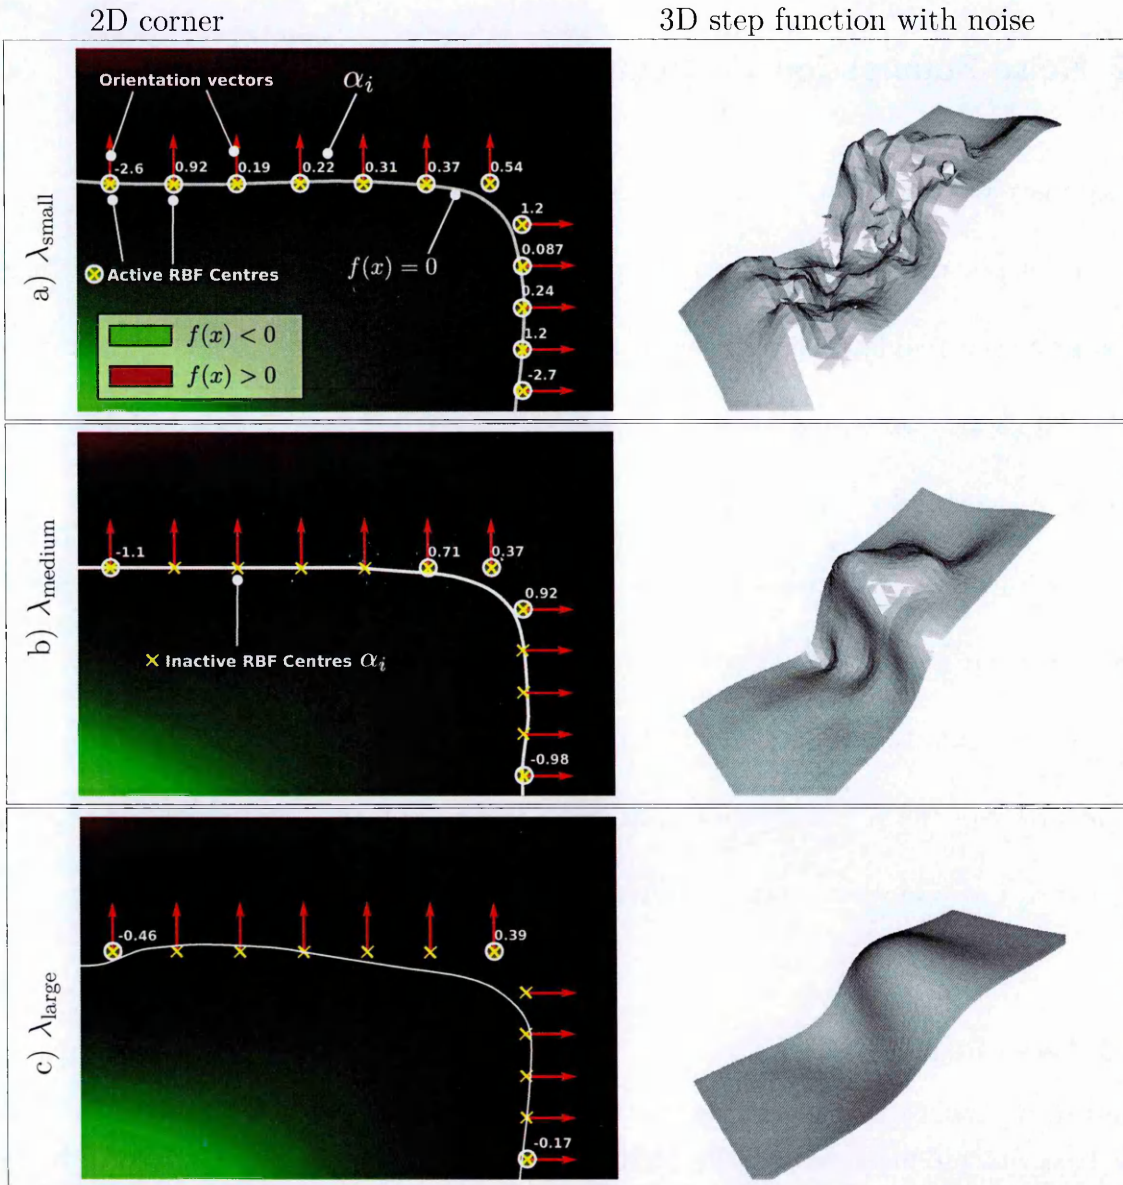 2D corner
3D step function with noise
a) λsmall
Orientation vectors
αi
-2.6
0.92
0.19
0.22
0.31
0.37
0.54
1.2
0.087
0.24
1.2
-2.7
f(x) = 0
Active RBF Centres
f(x) < 0
f(x) > 0
b) λmedium
-1.1
0.71
0.37
0.92
-0.98
Inactive RBF Centres αi
c) λlarge
-0.46
0.39
-0.17